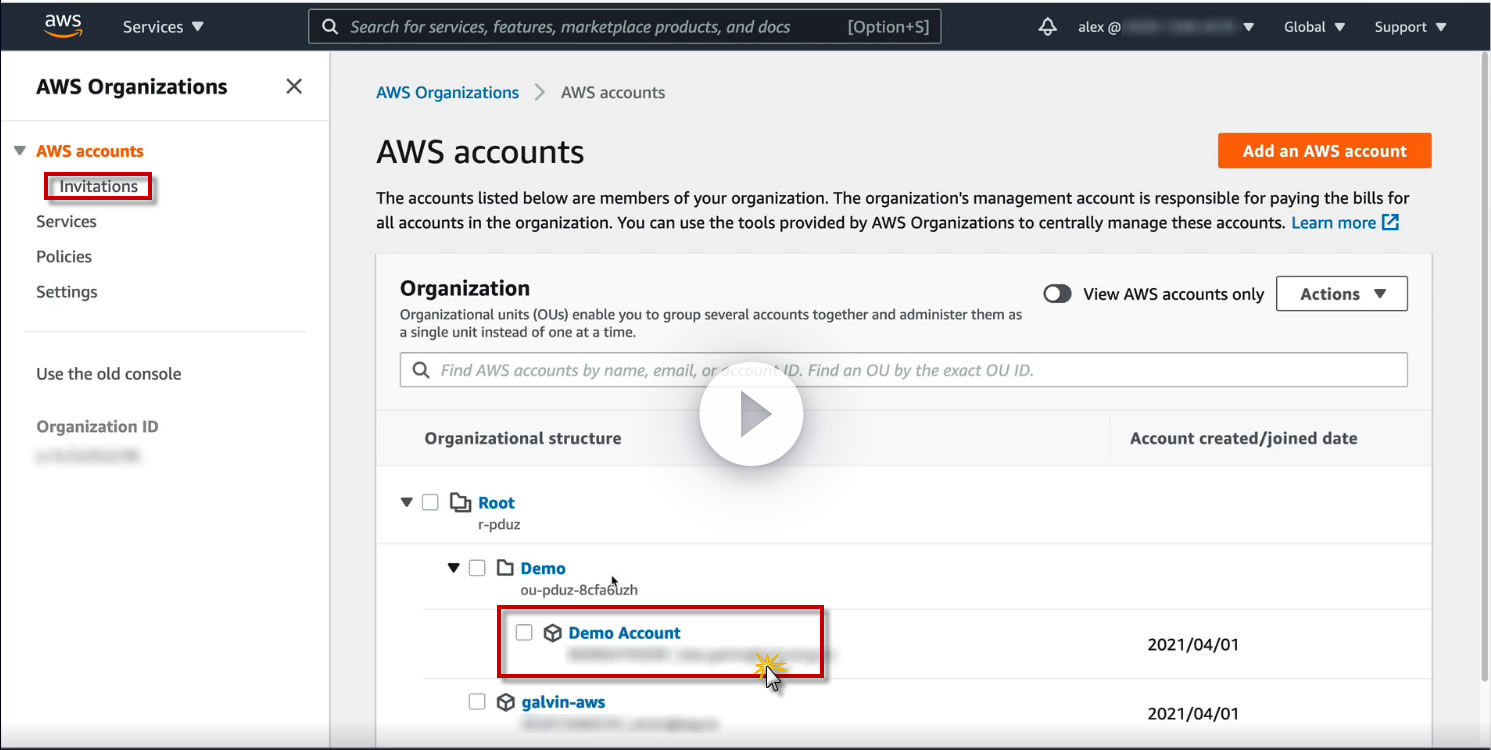 aws
Services
Search for services, features, marketplace products, and docs [Option+S]
alex @
Global
Support
AWS Organizations
AWS accounts
Invitations
Services
Policies
Settings
Use the old console
Organization ID
AWS Organizations > AWS accounts
AWS accounts
Add an AWS account
The accounts listed below are members of your organization. The organization's management account is responsible for paying the bills for
all accounts in the organization. You can use the tools provided by AWS Organizations to centrally manage these accounts. Learn more
Organization
View AWS accounts only
Actions
Organizational units (OUs) enable you to group several accounts together and administer them as
a single unit instead of one at a time.
Find AWS accounts by name, email, or account ID. Find an OU by the exact OU ID.
Organizational structure
Account created/joined date
Root
r-pduz
Demo
ou-pduz-8cfa6uzh
Demo Account
2021/04/01
galvin-aws
2021/04/01